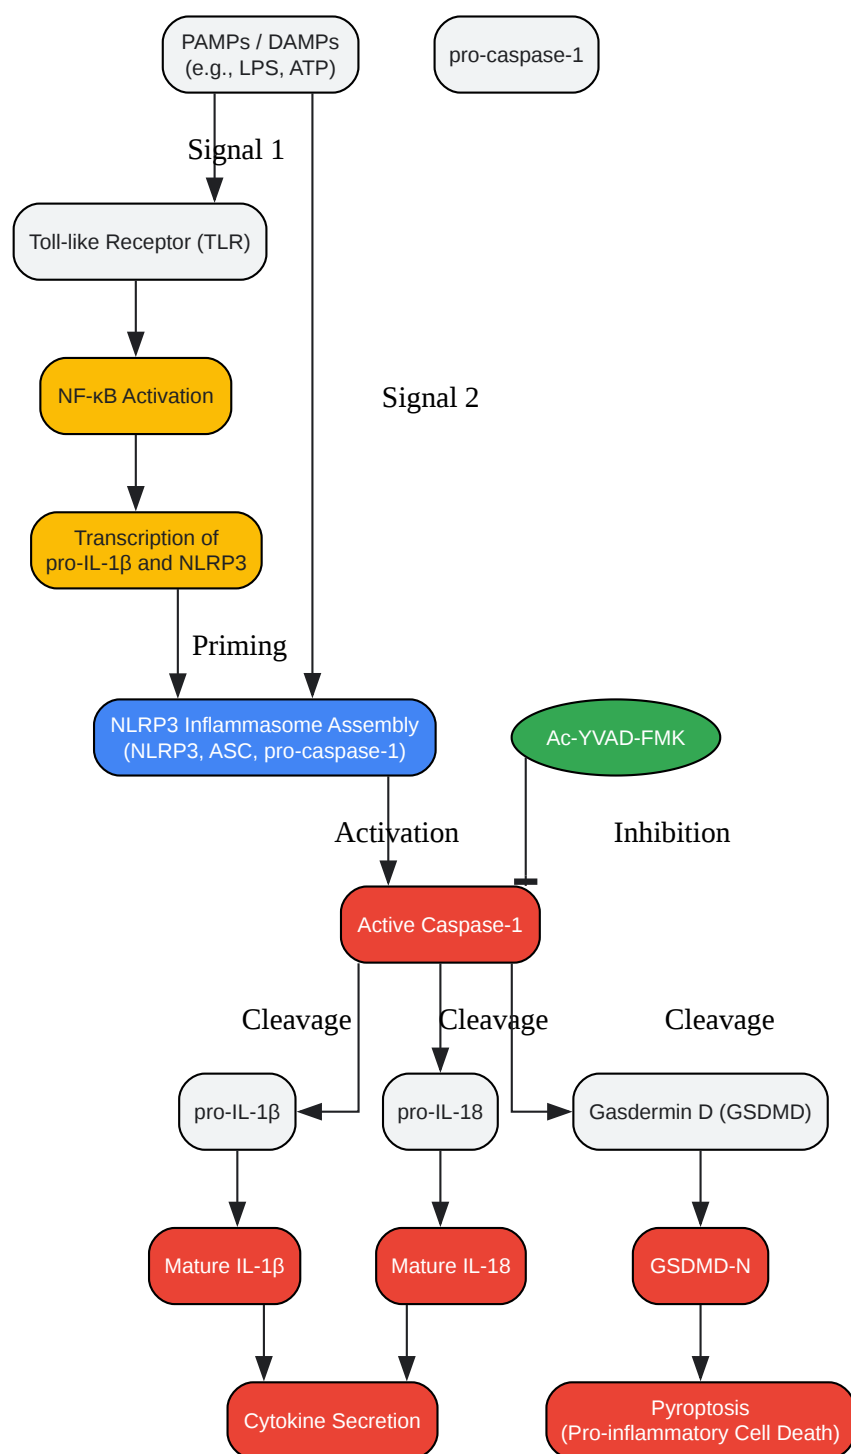 PAMPs / DAMPs
(e.g., LPS, ATP)
pro-caspase-1
Signal 1
Toll-like Receptor (TLR)
NF-κB Activation
Signal 2
Transcription of
pro-IL-1β and NLRP3
Priming
NLRP3 Inflammasome Assembly
(NLRP3, ASC, pro-caspase-1)
Ac-YVAD-FMK
Activation
Inhibition
Active Caspase-1
Cleavage
Cleavage
Cleavage
pro-IL-1β
pro-IL-18
Gasdermin D (GSDMD)
Mature IL-1β
Mature IL-18
GSDMD-N
Cytokine Secretion
Pyroptosis
(Pro-inflammatory Cell Death)